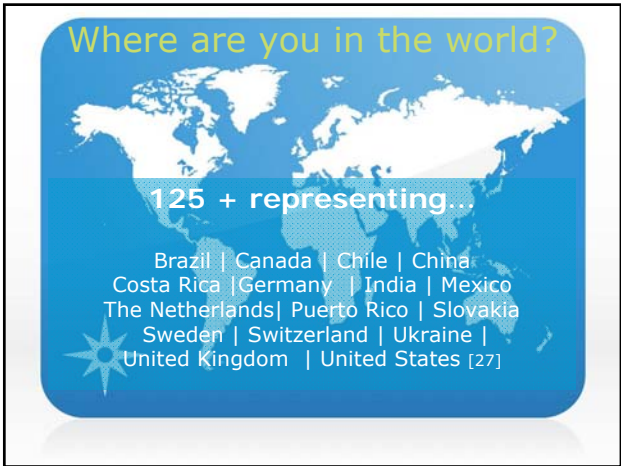 Where are you in the world?
125 + representing...
Brazil | Canada | Chile | China
Costa Rica |Germany | India | Mexico
The Netherlands| Puerto Rico | Slovakia
Sweden | Switzerland | Ukraine |
United Kingdom | United States [27]